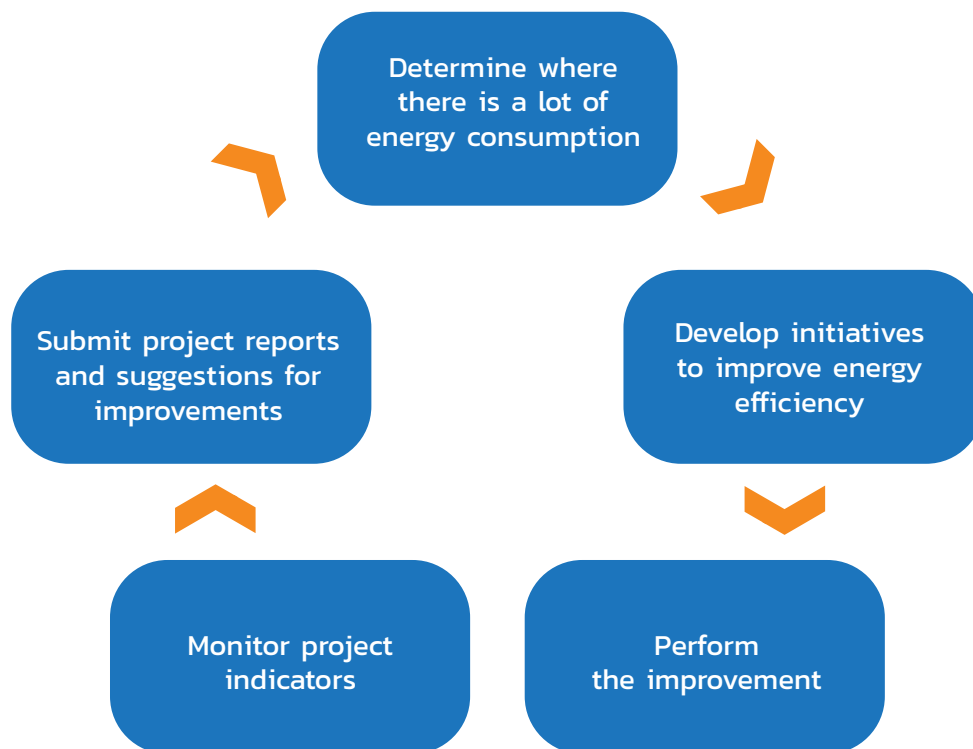 Determine where
there is a lot of
energy consumption
Develop initiatives
to improve energy
efficiency
Perform
the improvement
Monitor project
indicators
Submit project reports
and suggestions for
improvements